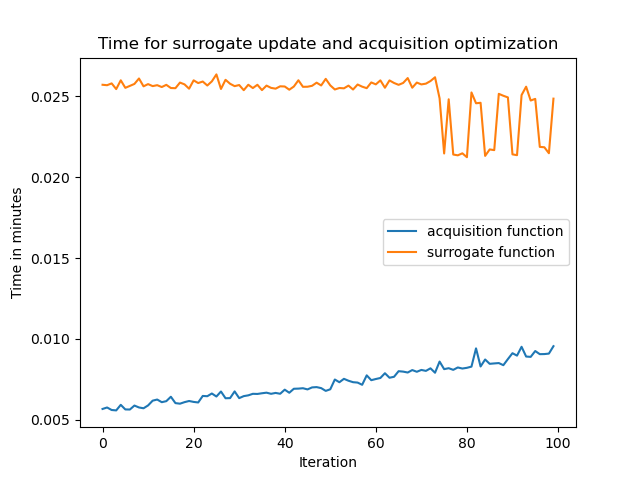 Time for surrogate update and acquisition optimization
0.025
0.020
0.015
0.010
0.005
Time in minutes
acquisition function
surrogate function
0 20 40 60 80 100
Iteration